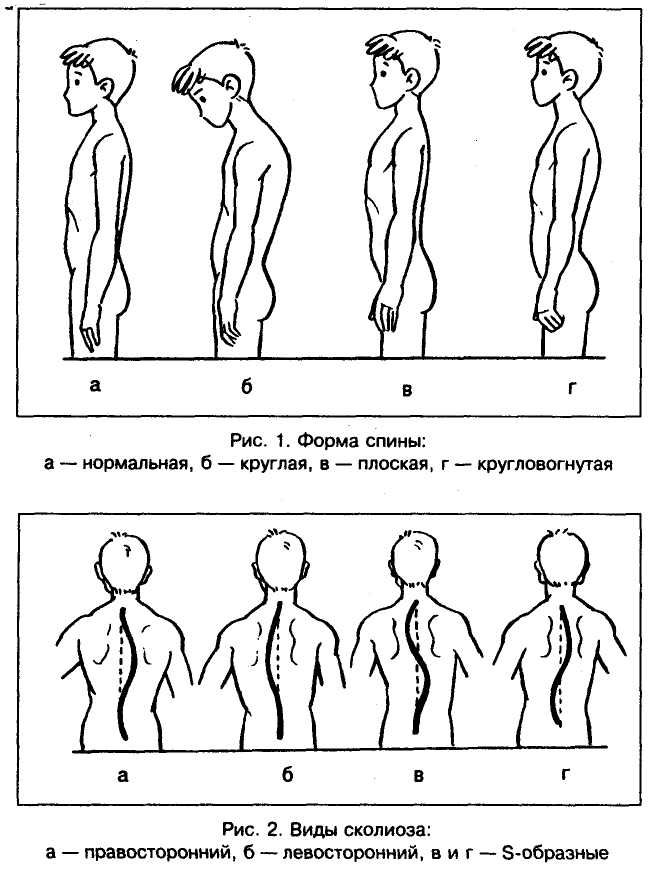 а
б
в
г
Рис. 1. Форма спины:
а — нормальная, б — круглая, в — плоская, г — кругловогнутая
а
б
в
г
Рис. 2. Виды сколиоза:
а — правосторонний, б — левосторонний, в и г — S-образные